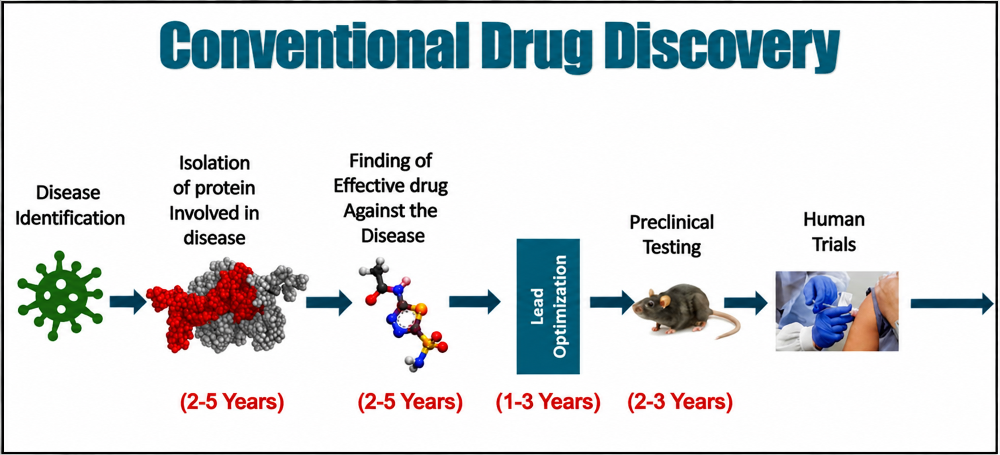 Conventional Drug Discovery
Disease
Identification
Isolation
of protein
Involved in
disease
Finding of
Effective drug
Against the
Disease
Lead
Optimization
Preclinical
Testing
Human
Trials
(2-5 Years)
(2-5 Years)
(1-3 Years)
(2-3 Years)